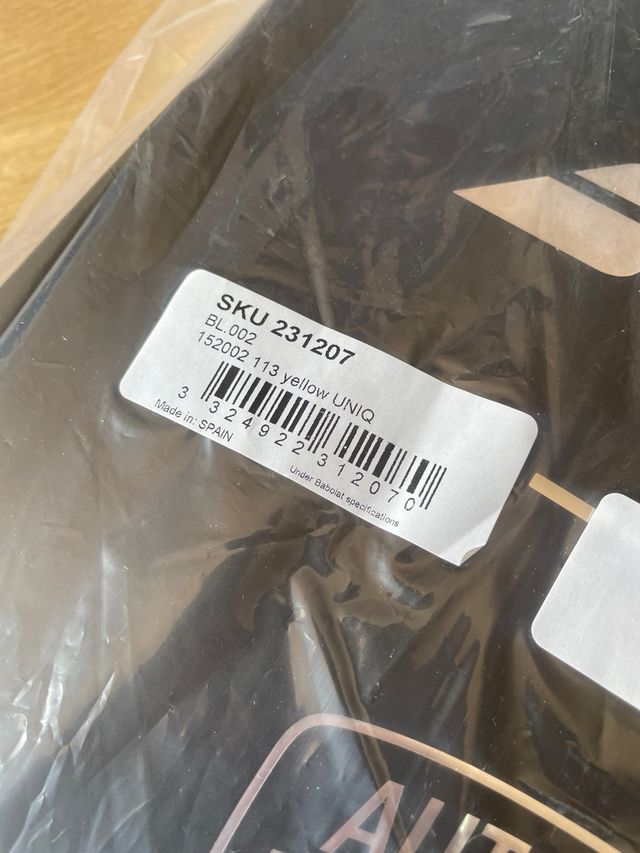 SKU 231207
BL.002
152002 113 yellow UNIQ
3 324922 312070
Made in: SPAIN
Under Babolat specifications